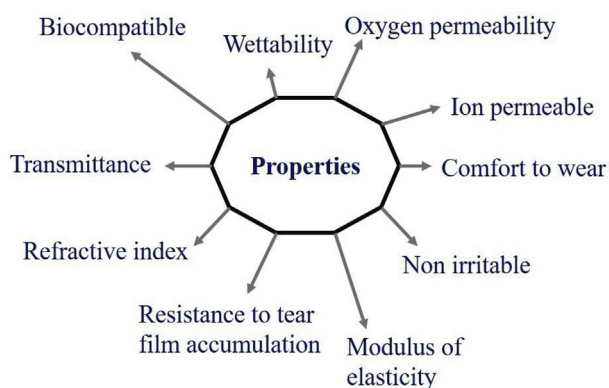 Biocompatible
Wettability
Oxygen permeability
Ion permeable
Transmittance
Properties
Comfort to wear
Refractive index
Non irritable
Resistance to tear
film accumulation
Modulus of
elasticity